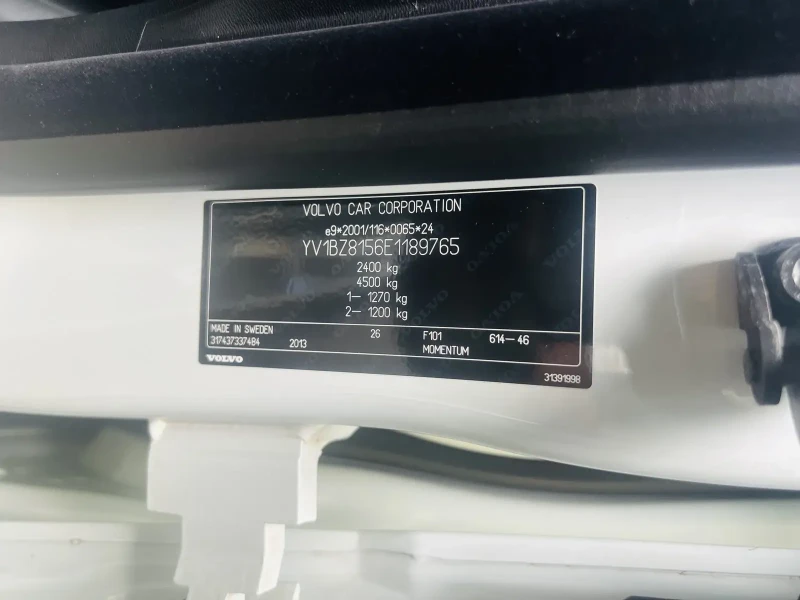 VOLVO CAR CORPORATION
e9*2001/116*0065*24
YV1BZ8156E1189765
2400 kg
4500 kg
1- 1270 kg
2- 1200 kg
MADE IN SWEDEN 26 F101 614-46
317437337484 2013 MOMENTUM
VOLVO
31391998